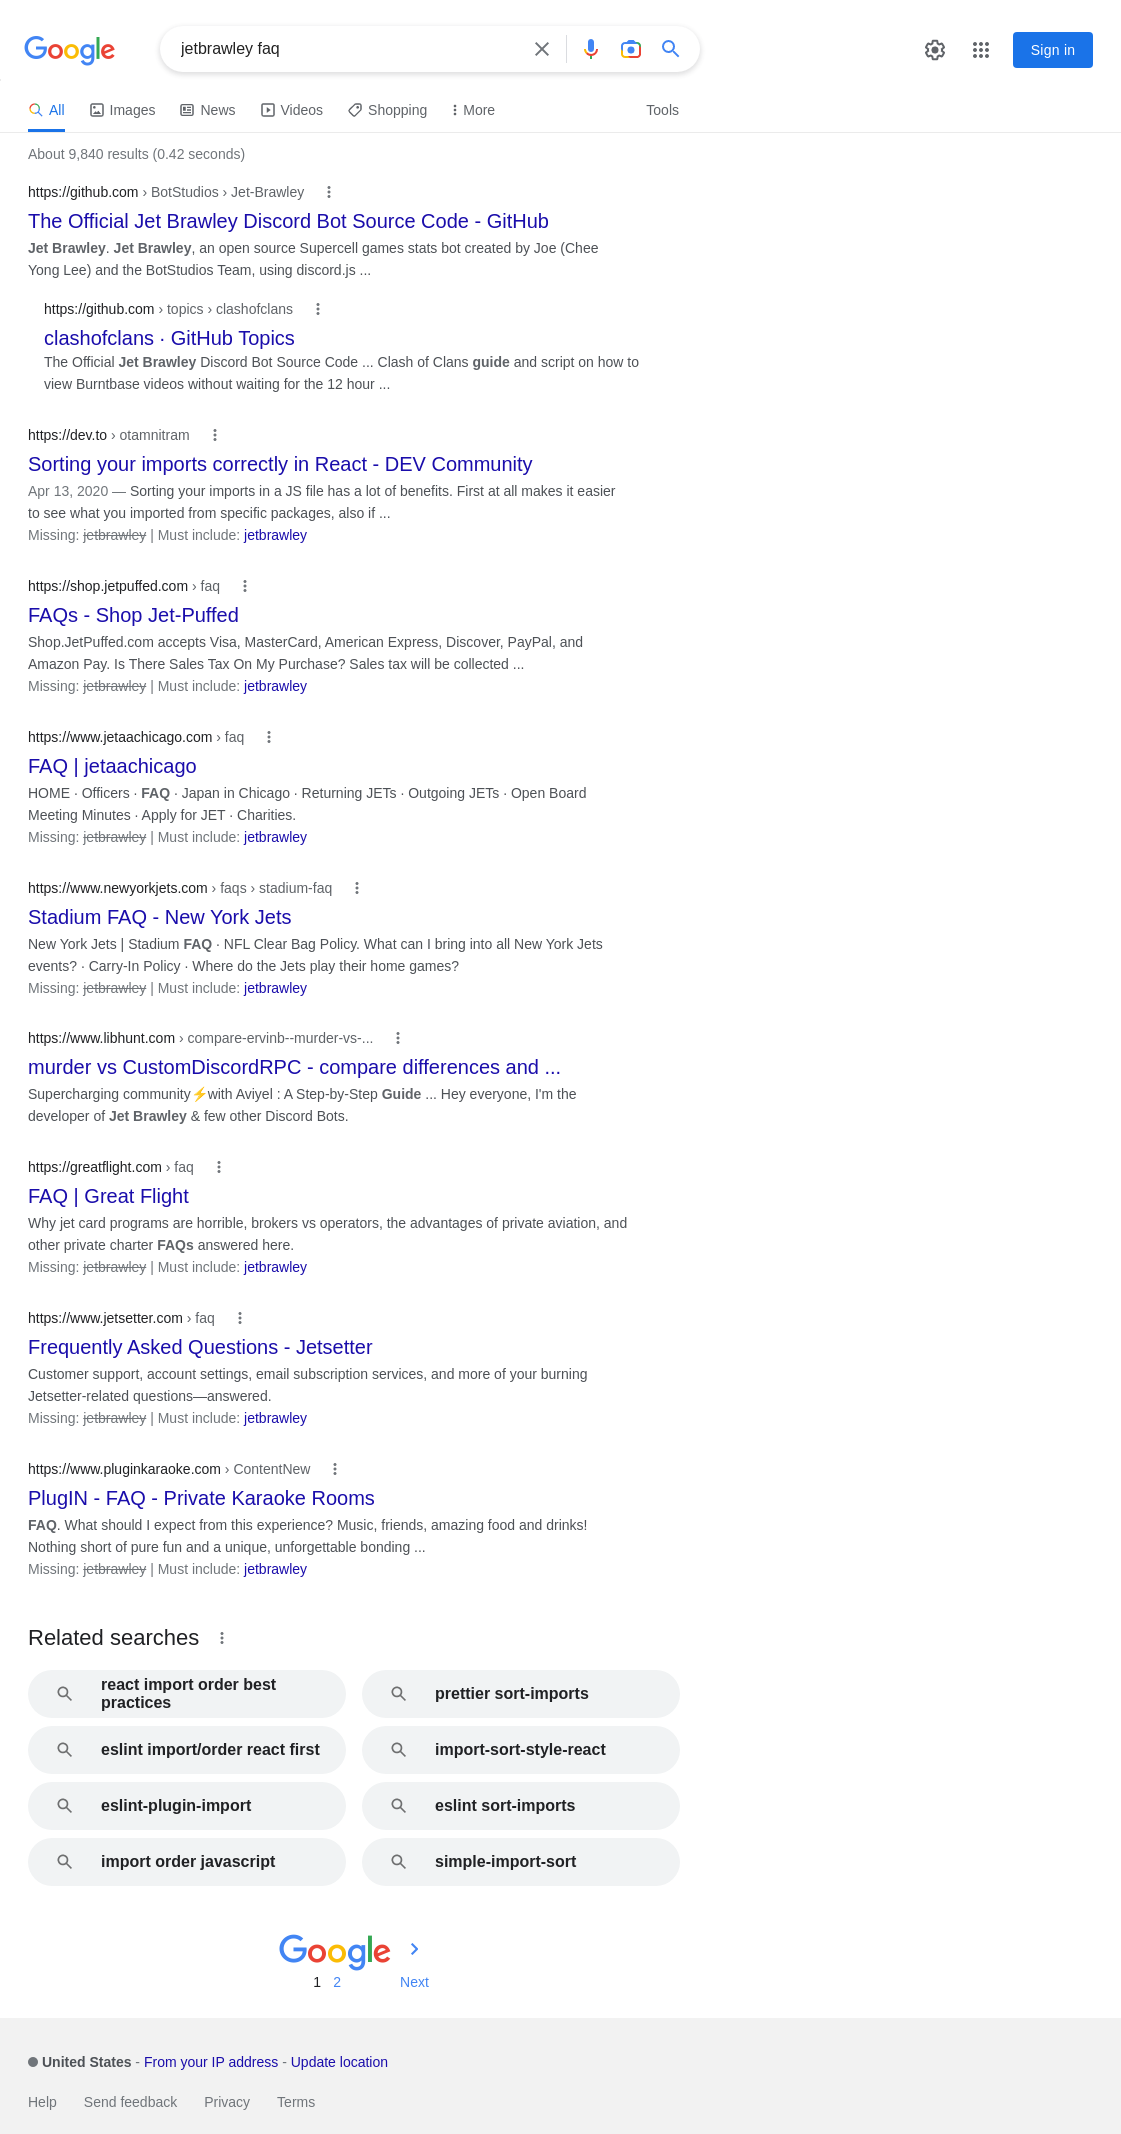 Google
jetbrawley faq
Sign in
All Images News Videos Shopping More Tools
About 9,840 results (0.42 seconds)
https://github.com › BotStudios › Jet-Brawley
The Official Jet Brawley Discord Bot Source Code - GitHub
Jet Brawley. Jet Brawley, an open source Supercell games stats bot created by Joe (Chee
Yong Lee) and the BotStudios Team, using discord.js ...
https://github.com › topics › clashofclans
clashofclans · GitHub Topics
The Official Jet Brawley Discord Bot Source Code ... Clash of Clans guide and script on how to
view Burntbase videos without waiting for the 12 hour ...
https://dev.to › otamnitram
Sorting your imports correctly in React - DEV Community
Apr 13, 2020 — Sorting your imports in a JS file has a lot of benefits. First at all makes it easier
to see what you imported from specific packages, also if ...
Missing: jetbrawley | Must include: jetbrawley
https://shop.jetpuffed.com › faq
FAQs - Shop Jet-Puffed
Shop.JetPuffed.com accepts Visa, MasterCard, American Express, Discover, PayPal, and
Amazon Pay. Is There Sales Tax On My Purchase? Sales tax will be collected ...
Missing: jetbrawley | Must include: jetbrawley
https://www.jetaachicago.com › faq
FAQ | jetaachicago
HOME · Officers · FAQ · Japan in Chicago · Returning JETs · Outgoing JETs · Open Board
Meeting Minutes · Apply for JET · Charities.
Missing: jetbrawley | Must include: jetbrawley
https://www.newyorkjets.com › faqs › stadium-faq
Stadium FAQ - New York Jets
New York Jets | Stadium FAQ · NFL Clear Bag Policy. What can I bring into all New York Jets
events? · Carry-In Policy · Where do the Jets play their home games?
Missing: jetbrawley | Must include: jetbrawley
https://www.libhunt.com › compare-ervinb--murder-vs-...
murder vs CustomDiscordRPC - compare differences and ...
Supercharging community⚡with Aviyel : A Step-by-Step Guide ... Hey everyone, I'm the
developer of Jet Brawley & few other Discord Bots.
https://greatflight.com › faq
FAQ | Great Flight
Why jet card programs are horrible, brokers vs operators, the advantages of private aviation, and
other private charter FAQs answered here.
Missing: jetbrawley | Must include: jetbrawley
https://www.jetsetter.com › faq
Frequently Asked Questions - Jetsetter
Customer support, account settings, email subscription services, and more of your burning
Jetsetter-related questions—answered.
Missing: jetbrawley | Must include: jetbrawley
https://www.pluginkaraoke.com › ContentNew
PlugIN - FAQ - Private Karaoke Rooms
FAQ. What should I expect from this experience? Music, friends, amazing food and drinks!
Nothing short of pure fun and a unique, unforgettable bonding ...
Missing: jetbrawley | Must include: jetbrawley
Related searches
react import order best
practices
prettier sort-imports
eslint import/order react first
import-sort-style-react
eslint-plugin-import
eslint sort-imports
import order javascript
simple-import-sort
Google
1 2 Next
United States - From your IP address - Update location
Help Send feedback Privacy Terms